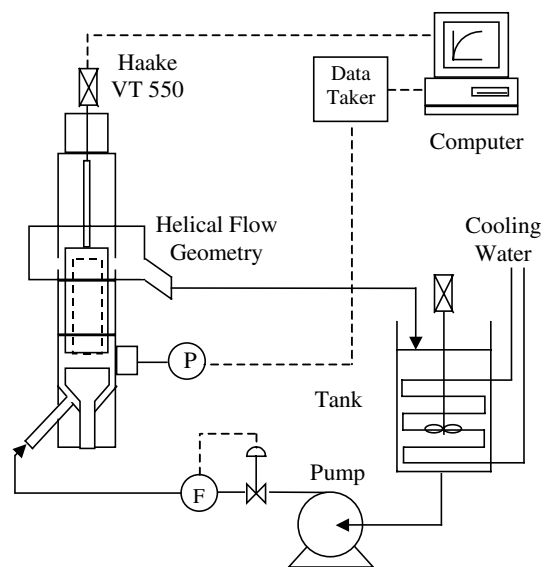 Haake
VT 550
Data
Taker
Computer
Helical Flow
Geometry
Cooling
Water
P
Tank
Pump
F